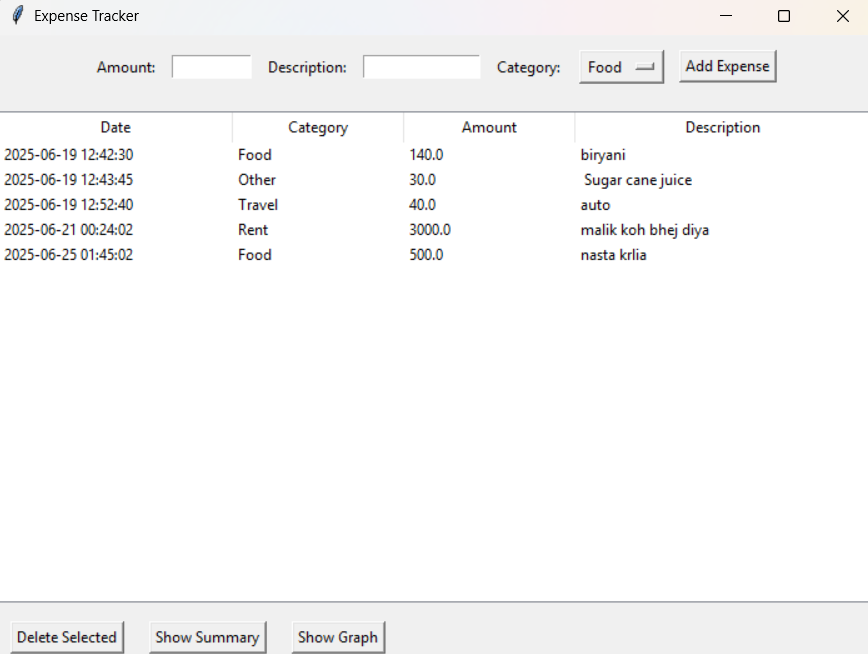 Expense Tracker
Amount: Description: Category: Food Add Expense
Date Category Amount Description
2025-06-19 12:42:30 Food 140.0 biryani
2025-06-19 12:43:45 Other 30.0 Sugar cane juice
2025-06-19 12:52:40 Travel 40.0 auto
2025-06-21 00:24:02 Rent 3000.0 malik koh bhej diya
2025-06-25 01:45:02 Food 500.0 nasta krlia
Delete Selected Show Summary Show Graph